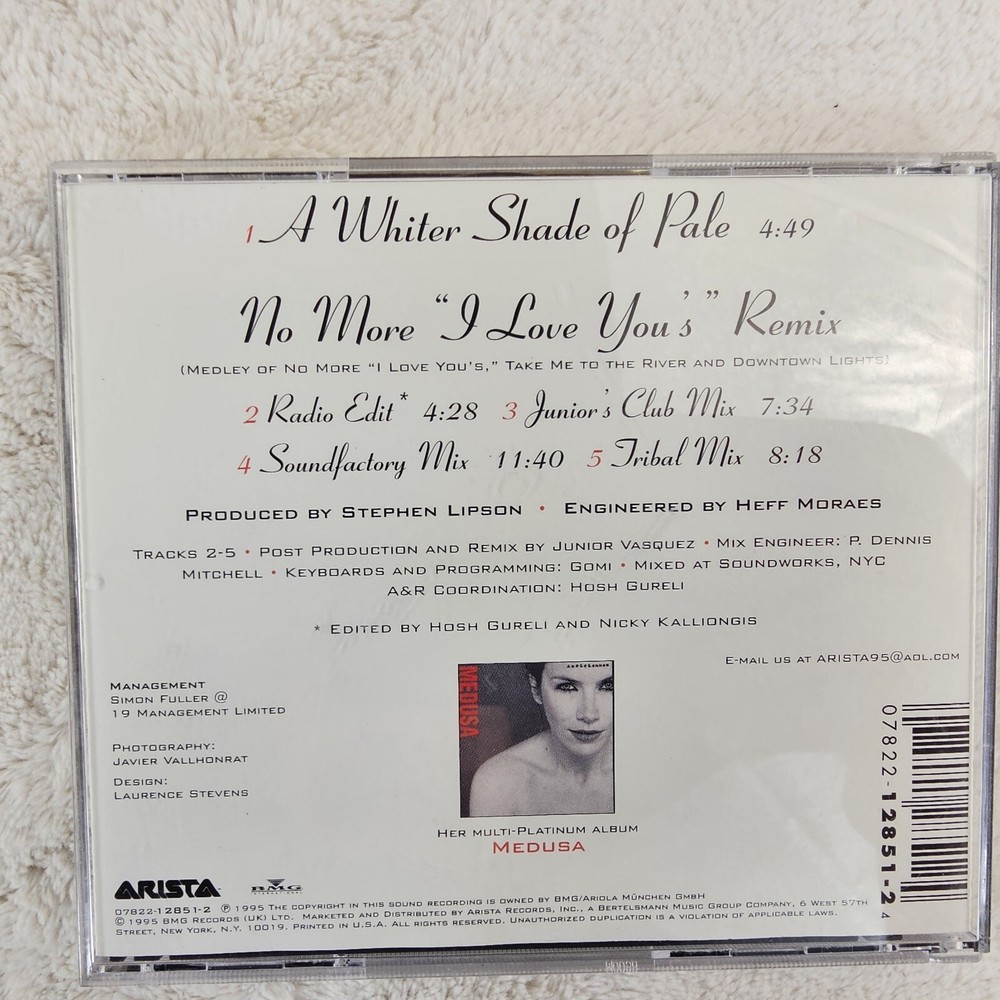 1 A Whiter Shade of Pale 4:49
No More “I Love You's” Remix
(Medley of No More “I Love You's,” Take Me to the River and Downtown Lights)
2 Radio Edit* 4:28 3 Junior's Club Mix 7:34
4 Soundfactory Mix 11:40 5 Tribal Mix 8:18
Produced by Stephen Lipson • Engineered by Heff Moraes
Tracks 2-5 • Post Production and Remix by Junior Vasquez • Mix Engineer: P. Dennis
Mitchell • Keyboards and Programming: Gomi • Mixed at Soundworks, NYC
A&R Coordination: Hosh Gureli
* Edited by Hosh Gureli and Nicky Kalliongis
E-mail us at ARISTA95@aol.com
Management
Simon Fuller @
19 Management Limited
Photography:
Javier Vallhonrat
Design:
Laurence Stevens
MEDUSA
annielennox
Her multi-platinum album
Medusa
07822-12851-2 4
ARISTA
BMG
07822-12851-2 ℗ 1995 The copyright in this sound recording is owned by BMG/Ariola München GmbH
© 1995 BMG Records (UK) Ltd. Marketed and Distributed by Arista Records, Inc., a Bertelsmann Music Group Company, 6 West 57th
Street, New York, N.Y. 10019. Printed in U.S.A. All rights reserved. Unauthorized duplication is a violation of applicable laws.